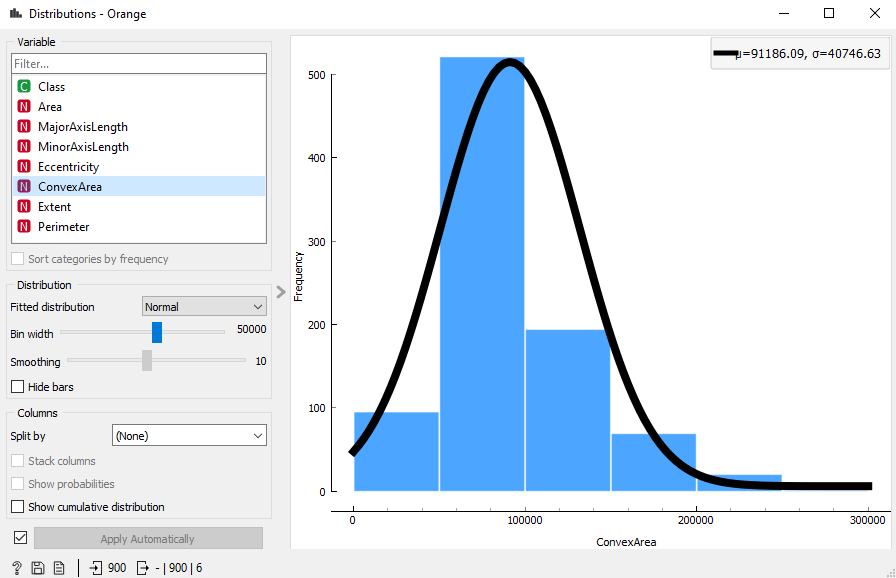 Distributions - Orange
Variable
Filter...
C Class
N Area
N MajorAxisLength
N MinorAxisLength
N Eccentricity
N ConvexArea
N Extent
N Perimeter
Sort categories by frequency
Distribution
Fitted distribution Normal
Bin width 50000
Smoothing 10
Hide bars
Columns
Split by (None)
Stack columns
Show probabilities
Show cumulative distribution
Apply Automatically
? 900 - | 900 | 6
μ=91186.09, σ=40746.63
500
400
300
200
100
0
Frequency
0 100000 200000 300000
ConvexArea